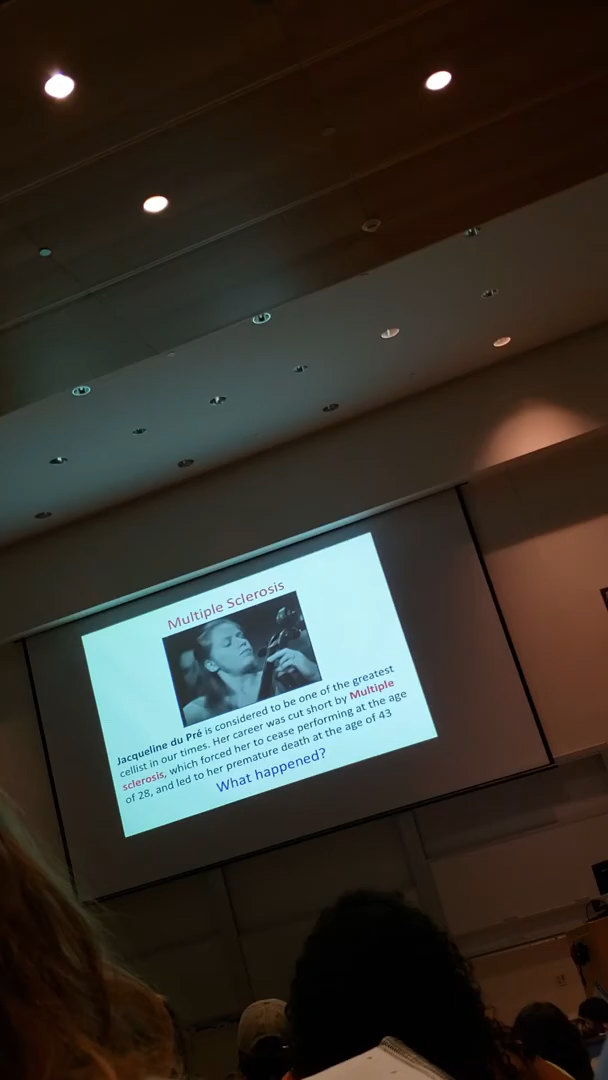 Multiple Sclerosis
Jacqueline du Pré is considered to be one of the greatest
cellist in our times. Her career was cut short by Multiple
sclerosis, which forced her to cease performing at the age
of 28, and led to her premature death at the age of 43
What happened?